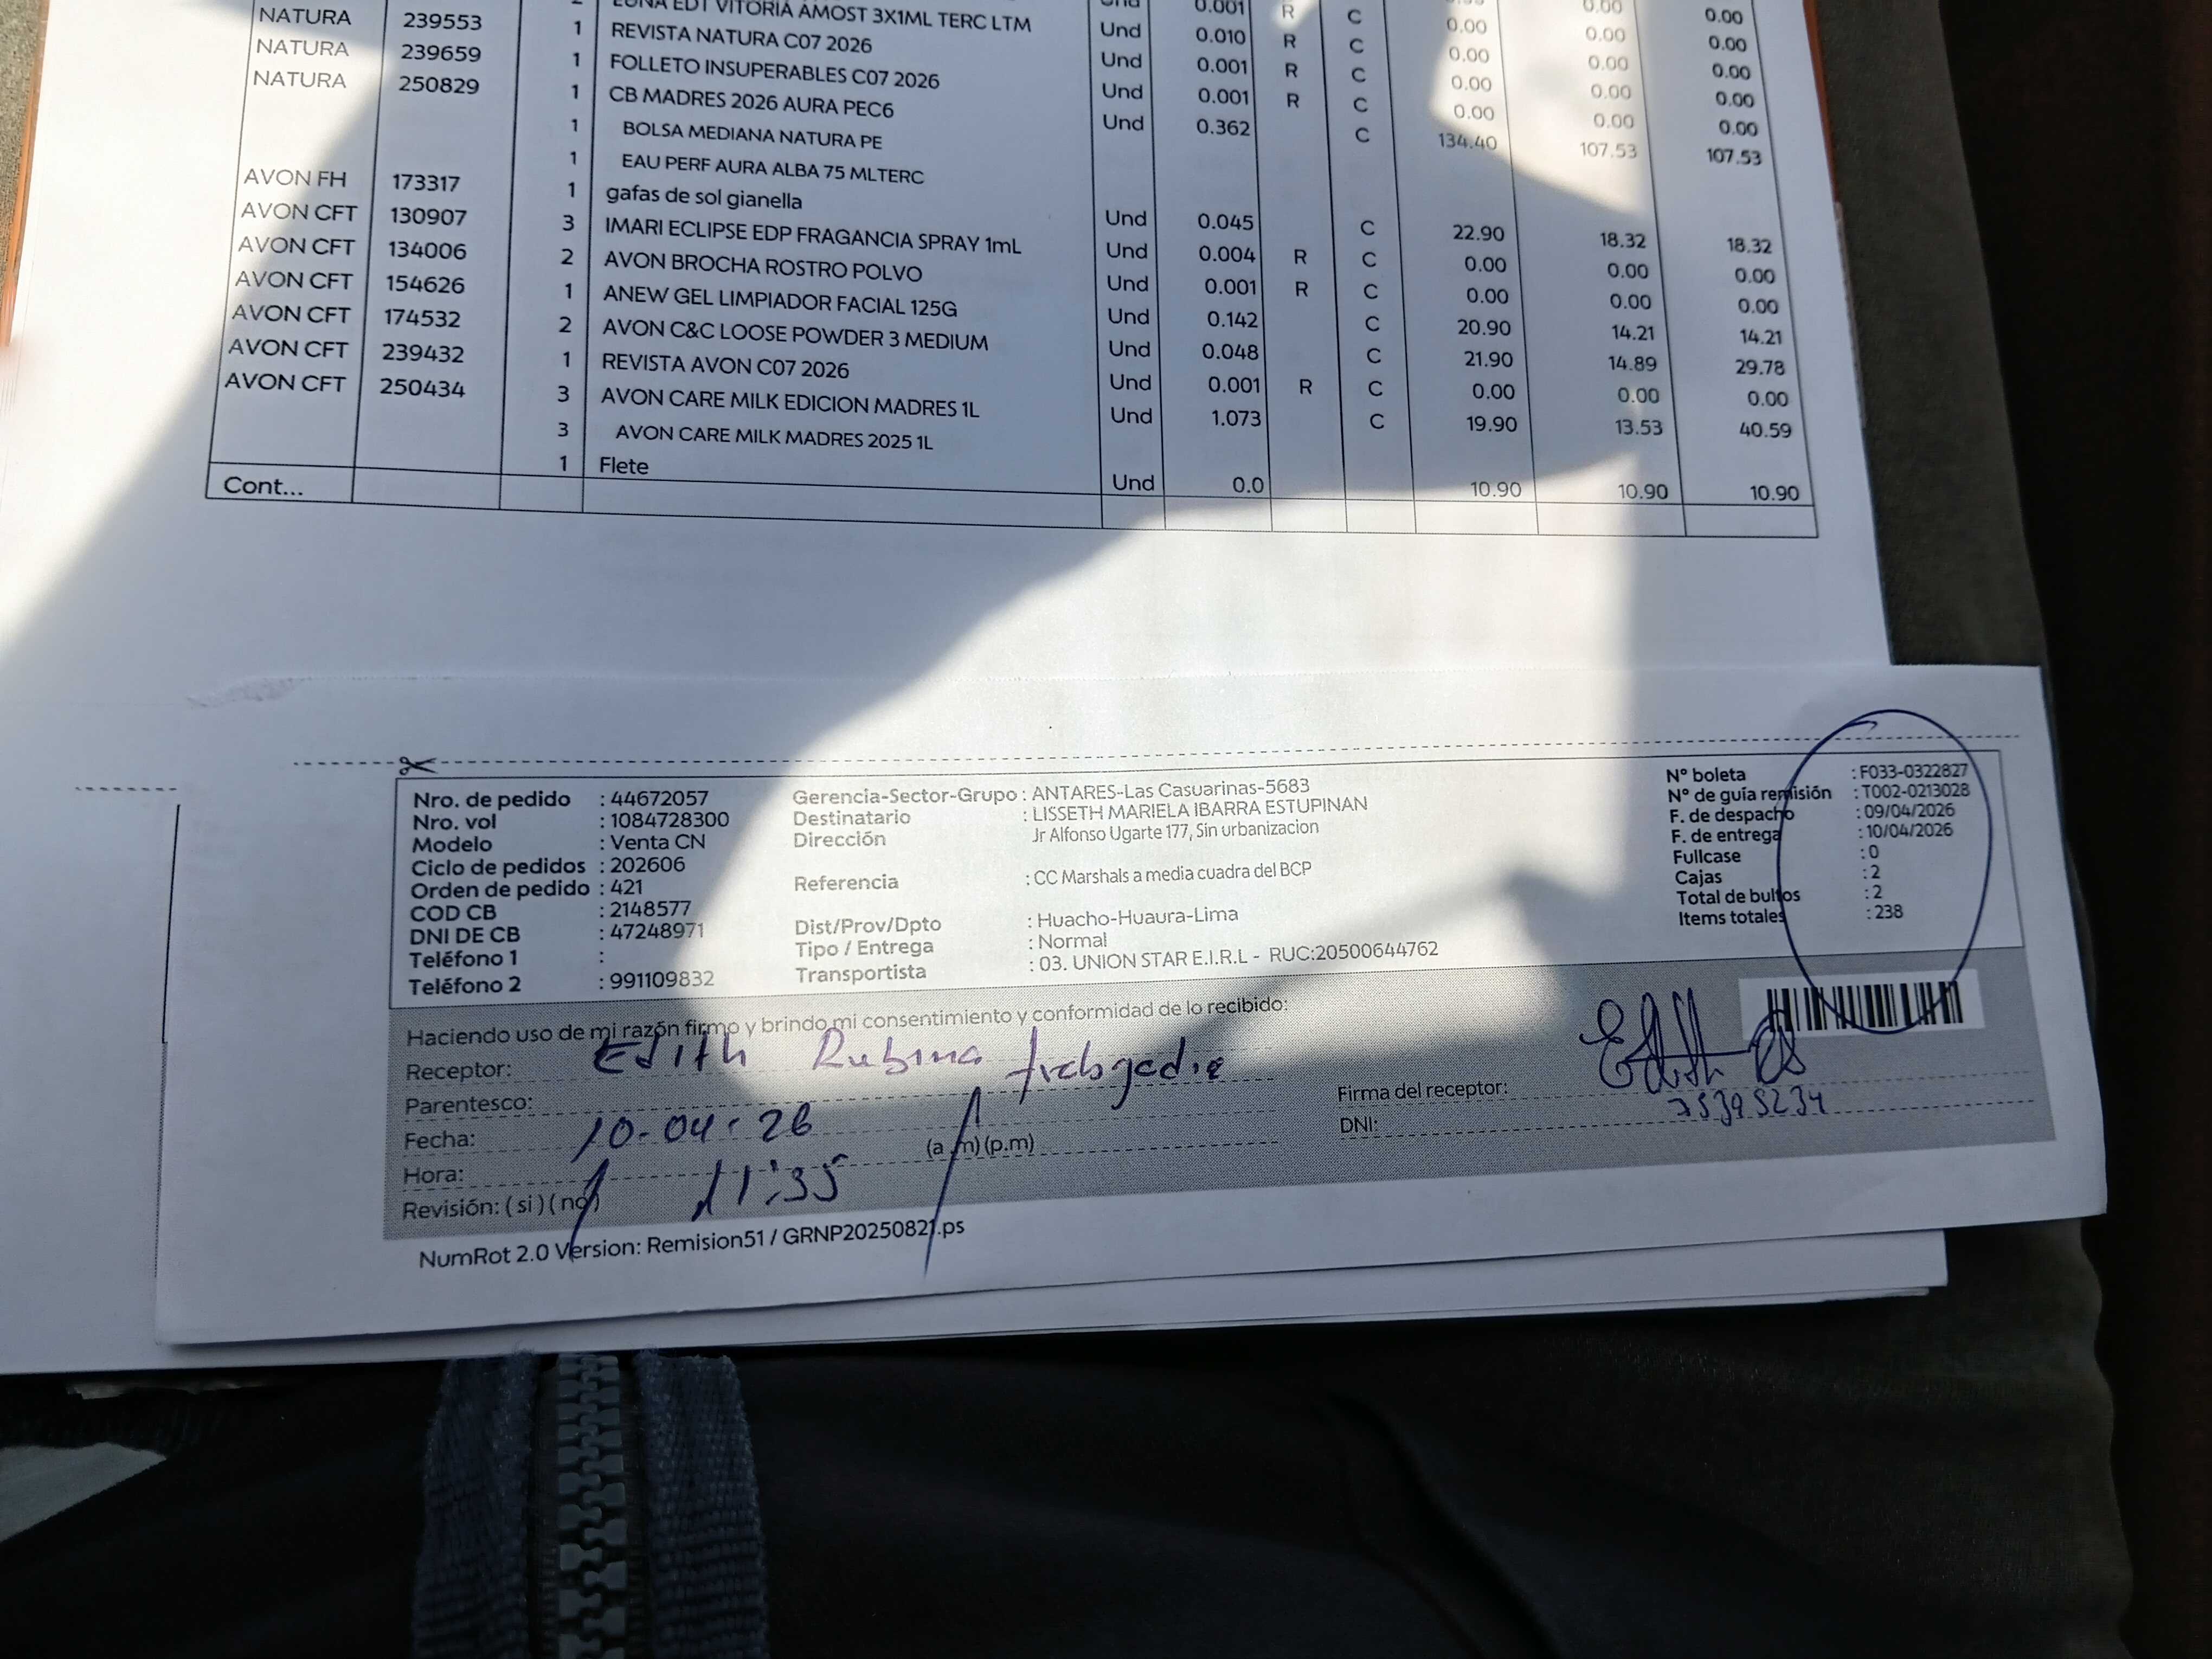 LUNA EDT VITORIA AMOST 3X1ML TERC LTM Und 0.001 R C 0.00 0.00
NATURA 239553 1 REVISTA NATURA C07 2026 Und 0.010 R C 0.00 0.00 0.00
NATURA 239659 1 FOLLETO INSUPERABLES C07 2026 Und 0.001 R C 0.00 0.00 0.00
NATURA 250829 1 CB MADRES 2026 AURA PEC6 Und 0.001 R C 0.00 0.00 0.00
1 BOLSA MEDIANA NATURA PE Und 0.362 C 0.00 0.00 0.00
1 EAU PERF AURA ALBA 75 MLTERC 134.40 107.53 107.53
AVON FH 173317 1 gafas de sol gianella Und 0.045 C 22.90 18.32 18.32
AVON CFT 130907 3 IMARI ECLIPSE EDP FRAGANCIA SPRAY 1mL Und 0.004 R C 0.00 0.00 0.00
AVON CFT 134006 2 AVON BROCHA ROSTRO POLVO Und 0.001 R C 0.00 0.00 0.00
AVON CFT 154626 1 ANEW GEL LIMPIADOR FACIAL 125G Und 0.142 C 20.90 14.21 14.21
AVON CFT 174532 2 AVON C&C LOOSE POWDER 3 MEDIUM Und 0.048 C 21.90 14.89 29.78
AVON CFT 239432 1 REVISTA AVON C07 2026 Und 0.001 R C 0.00 0.00 0.00
AVON CFT 250434 3 AVON CARE MILK EDICION MADRES 1L Und 1.073 C 19.90 13.53 40.59
3 AVON CARE MILK MADRES 2025 1L
1 Flete Und 0.0 10.90 10.90 10.90
Cont...
Nro. de pedido : 44672057
Nro. vol : 1084728300
Modelo : Venta CN
Ciclo de pedidos : 202606
Orden de pedido : 421
COD CB : 2148577
DNI DE CB : 47248971
Teléfono 1 :
Teléfono 2 : 991109832
Gerencia-Sector-Grupo : ANTARES-Las Casuarinas-5683
Destinatario : LISSETH MARIELA IBARRA ESTUPINAN
Dirección Jr Alfonso Ugarte 177, Sin urbanizacion
Referencia : CC Marshals a media cuadra del BCP
Dist/Prov/Dpto : Huacho-Huaura-Lima
Tipo / Entrega : Normal
Transportista : 03. UNION STAR E.I.R.L - RUC:20500644762
N° boleta : F033-0322827
N° de guía remisión : T002-0213028
F. de despacho : 09/04/2026
F. de entrega : 10/04/2026
Fullcase : 0
Cajas : 2
Total de bultos : 2
Items totales : 238
Haciendo uso de mi razón firmo y brindo mi consentimiento y conformidad de lo recibido:
Receptor: Edith Rubina
Parentesco:
Fecha: 10-04-26
Hora: 11:35 (a.m)(p.m)
Revisión: (si)(no)
Firma del receptor: Edith
DNI: 75395234
NumRot 2.0 Version: Remision51 / GRNP20250821.ps